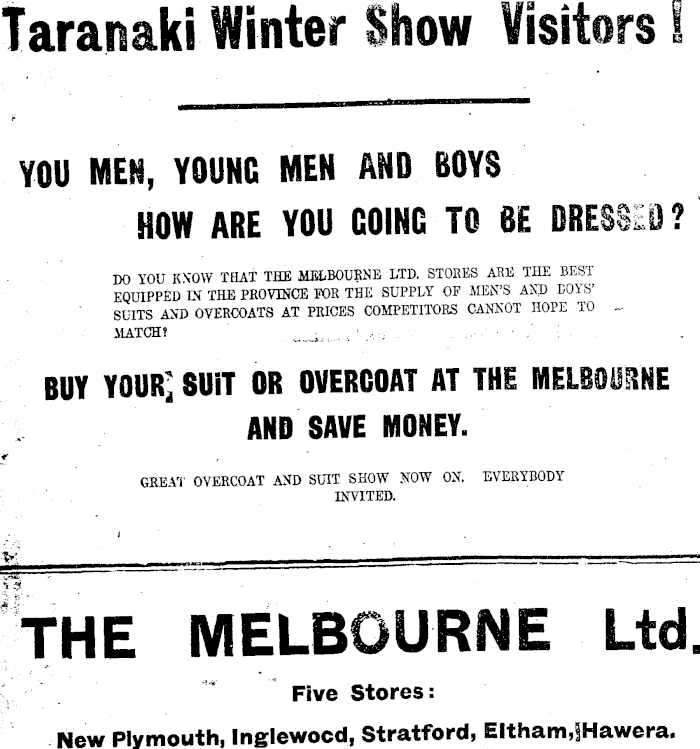 Taranaki Winter Show Visitors!
YOU MEN, YOUNG MEN AND BOYS
HOW ARE YOU GOING TO BE DRESSED?
DO YOU KNOW THAT THE MELBOURNE LTD. STORES ARE THE BEST
EQUIPPED IN THE PROVINCE FOR THE SUPPLY OF MEN'S AND BOYS'
SUITS AND OVERCOATS AT PRICES COMPETITORS CANNOT HOPE TO
MATCH?
BUY YOUR SUIT OR OVERCOAT AT THE MELBOURNE
AND SAVE MONEY.
GREAT OVERCOAT AND SUIT SHOW NOW ON. EVERYBODY
INVITED.
THE MELBOURNE Ltd.
Five Stores:
New Plymouth, Inglewood, Stratford, Eltham, Hawera.